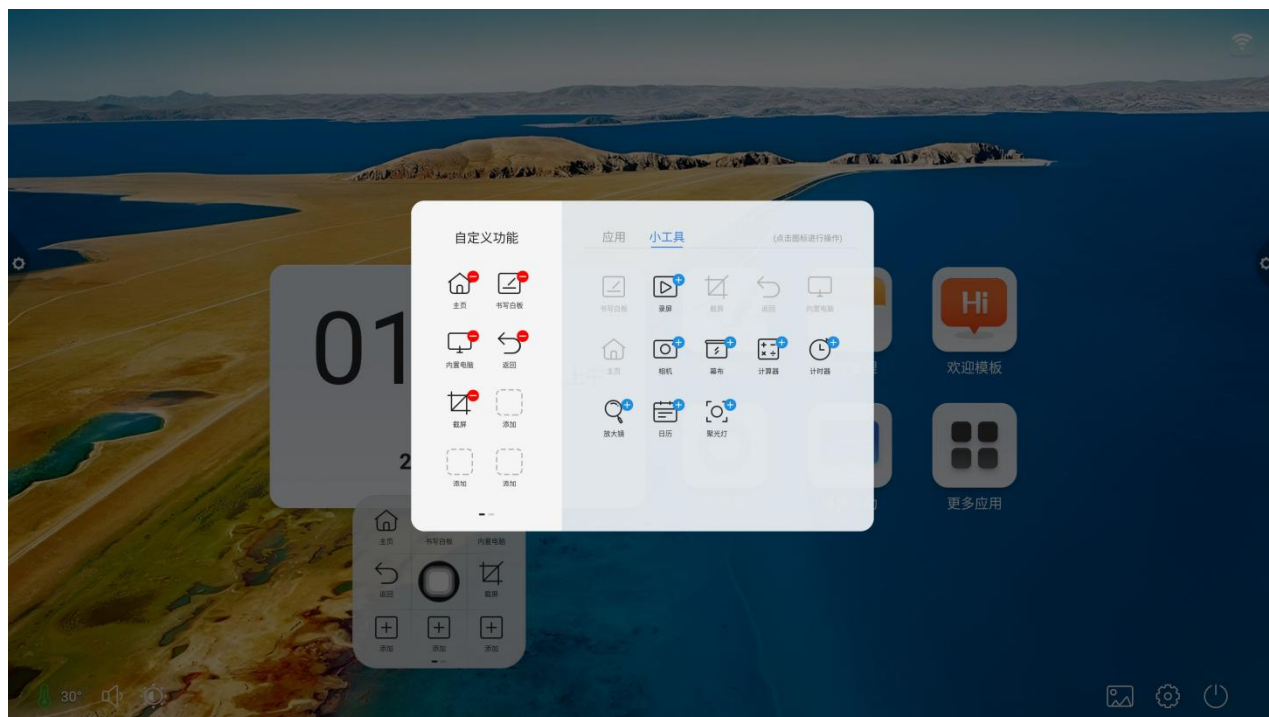 自定义功能
应用 小工具 (点击图标进行操作)
主页 书写白板
书写白板 录屏 截屏 返回 内置电脑
内置电脑 返回
主页 相机 幕布 计算器 计时器
截屏 添加
放大镜 日历 聚光灯
添加 添加
01
上午
2
Hi
欢迎模板
更多应用
主页 书写白板 内置电脑
返回 截屏
添加 添加 添加
30°